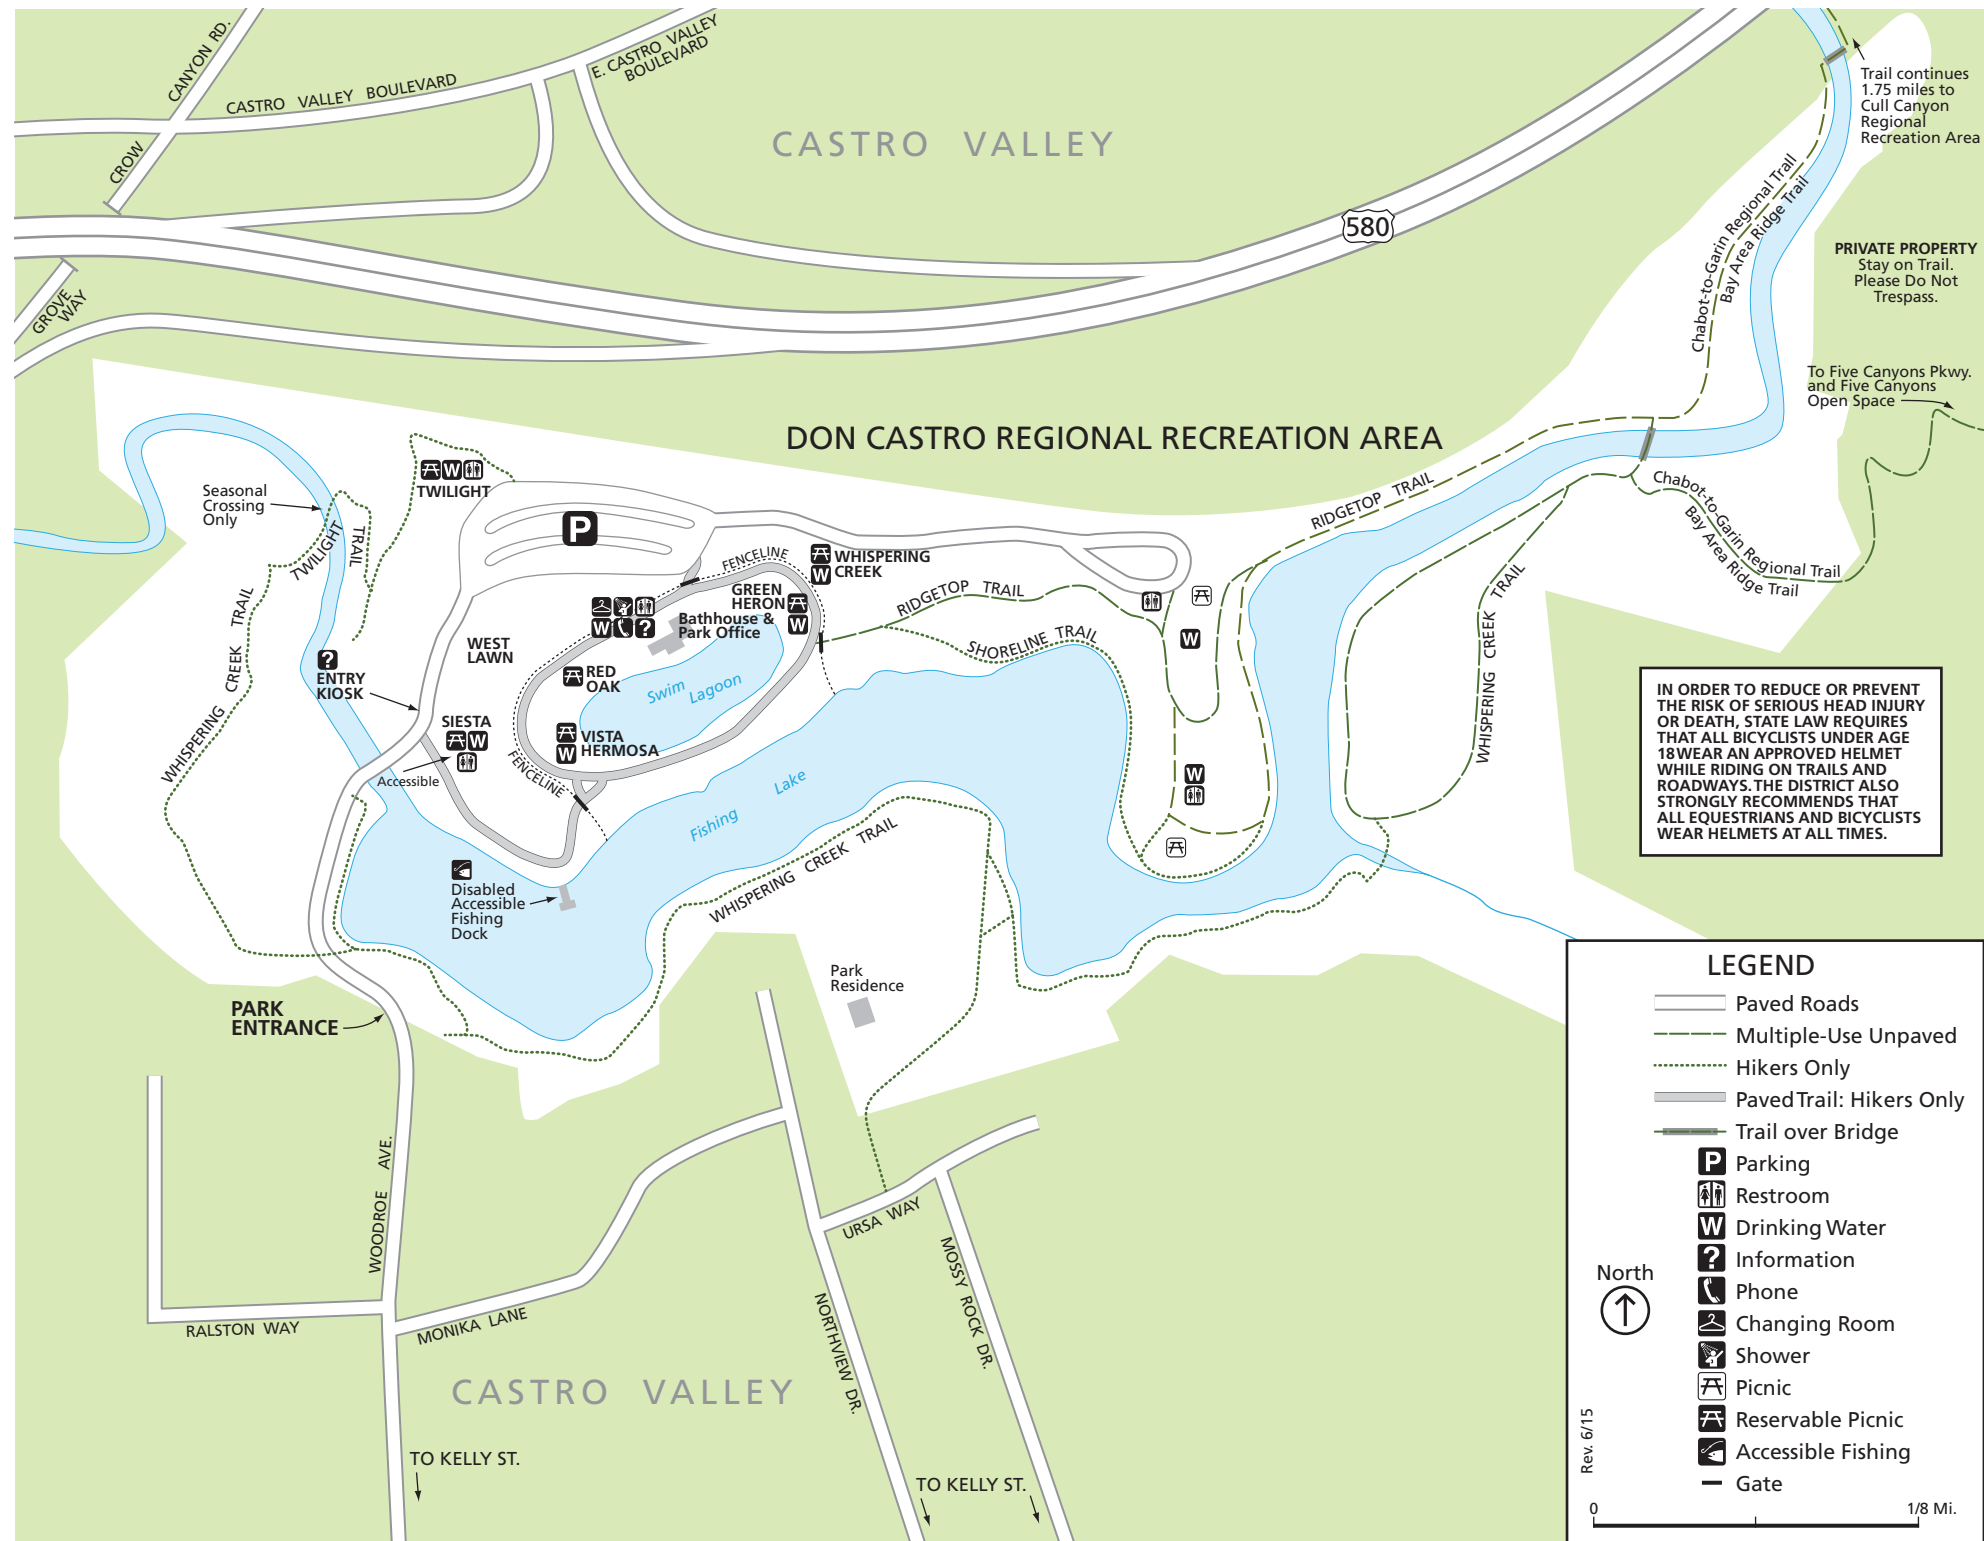 CANYON RD.
CROW
CASTRO VALLEY BOULEVARD
E. CASTRO VALLEY
BOULEVARD
CASTRO VALLEY
580
GROVE
WAY
Trail continues
1.75 miles to
Cull Canyon
Regional
Recreation Area
Chabot-to-Garin Regional Trail
Bay Area Ridge Trail
PRIVATE PROPERTY
Stay on Trail.
Please Do Not
Trespass.
To Five Canyons Pkwy.
and Five Canyons
Open Space
DON CASTRO REGIONAL RECREATION AREA
Seasonal
Crossing
Only
TWILIGHT
TRAIL
W
TWILIGHT
P
FENCELINE
W
WHISPERING
CREEK
GREEN
HERON
W
W
?
Bathhouse &
Park Office
RIDGETOP TRAIL
RIDGETOP TRAIL
SHORELINE TRAIL
W
Chabot-to-Garin Regional Trail
Bay Area Ridge Trail
WHISPERING CREEK TRAIL
WHISPERING CREEK TRAIL
WEST
LAWN
?
ENTRY
KIOSK
RED
OAK
Swim
Lagoon
SIESTA
W
Accessible
W
VISTA
HERMOSA
FENCELINE
Fishing Lake
W
WHISPERING CREEK TRAIL
Disabled
Accessible
Fishing
Dock
IN ORDER TO REDUCE OR PREVENT
THE RISK OF SERIOUS HEAD INJURY
OR DEATH, STATE LAW REQUIRES
THAT ALL BICYCLISTS UNDER AGE
18 WEAR AN APPROVED HELMET
WHILE RIDING ON TRAILS AND
ROADWAYS. THE DISTRICT ALSO
STRONGLY RECOMMENDS THAT
ALL EQUESTRIANS AND BICYCLISTS
WEAR HELMETS AT ALL TIMES.
Park
Residence
PARK
ENTRANCE
WOODROE AVE.
RALSTON WAY
MONIKA LANE
URSA WAY
NORTHVIEW DR.
MOSSY ROCK DR.
CASTRO VALLEY
TO KELLY ST.
TO KELLY ST.
LEGEND
Paved Roads
Multiple-Use Unpaved
Hikers Only
Paved Trail: Hikers Only
Trail over Bridge
P Parking
Restroom
W Drinking Water
? Information
Phone
Changing Room
Shower
Picnic
Reservable Picnic
Accessible Fishing
Gate
North
Rev. 6/15
0 1/8 Mi.